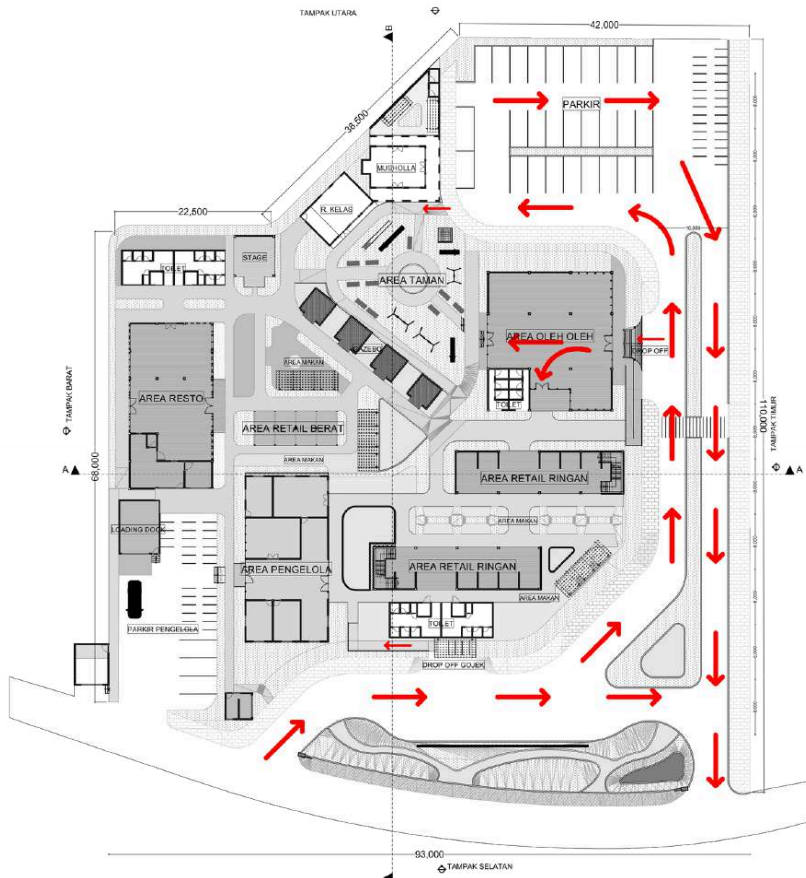 TAMPAK UTARA
42,000
B
PARKIR
36,500
MUSHOLLA
R. KELAS
22,500
TOILET
STAGE
AREA TAMAN
10,000
AREA OLEH OLEH
DROP OFF
GAZEBO
AREA MAKAN
TOILET
AREA RESTO
AREA RETAIL BERAT
TAMPAK BARAT
TAMPAK TIMUR
110,000
AREA MAKAN
A
A
68,000
AREA RETAIL RINGAN
LOADING DOCK
AREA MAKAN
AREA PENGELOLA
AREA RETAIL RINGAN
AREA MAKAN
PARKIR PENGELOLA
TOILET
DROP OFF GOJEK
93,000
TAMPAK SELATAN